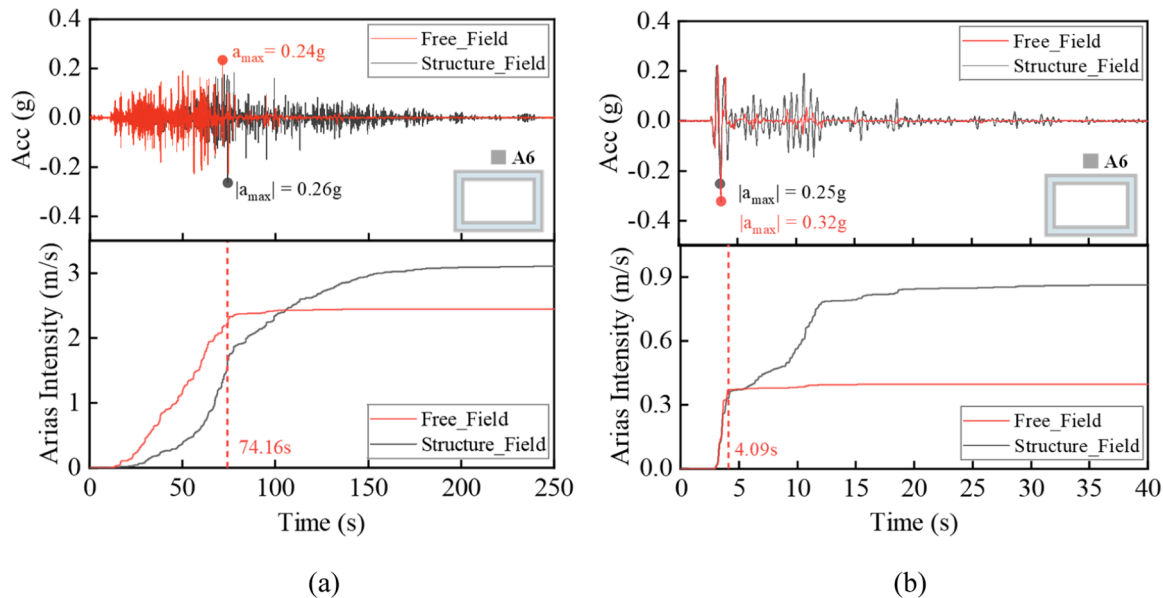 0.4
0.2
0.0
-0.2
-0.4
Acc (g)
a_max = 0.24g
Free_Field
Structure_Field
|a_max| = 0.26g
A6
3
2
1
0
Arias Intensity (m/s)
Free_Field
Structure_Field
74.16s
0 50 100 150 200 250
Time (s)
(a)
0.4
0.2
0.0
-0.2
-0.4
Acc (g)
Free_Field
Structure_Field
A6
|a_max| = 0.25g
|a_max| = 0.32g
0.9
0.6
0.3
0.0
Arias Intensity (m/s)
Free_Field
Structure_Field
4.09s
0 5 10 15 20 25 30 35 40
Time (s)
(b)